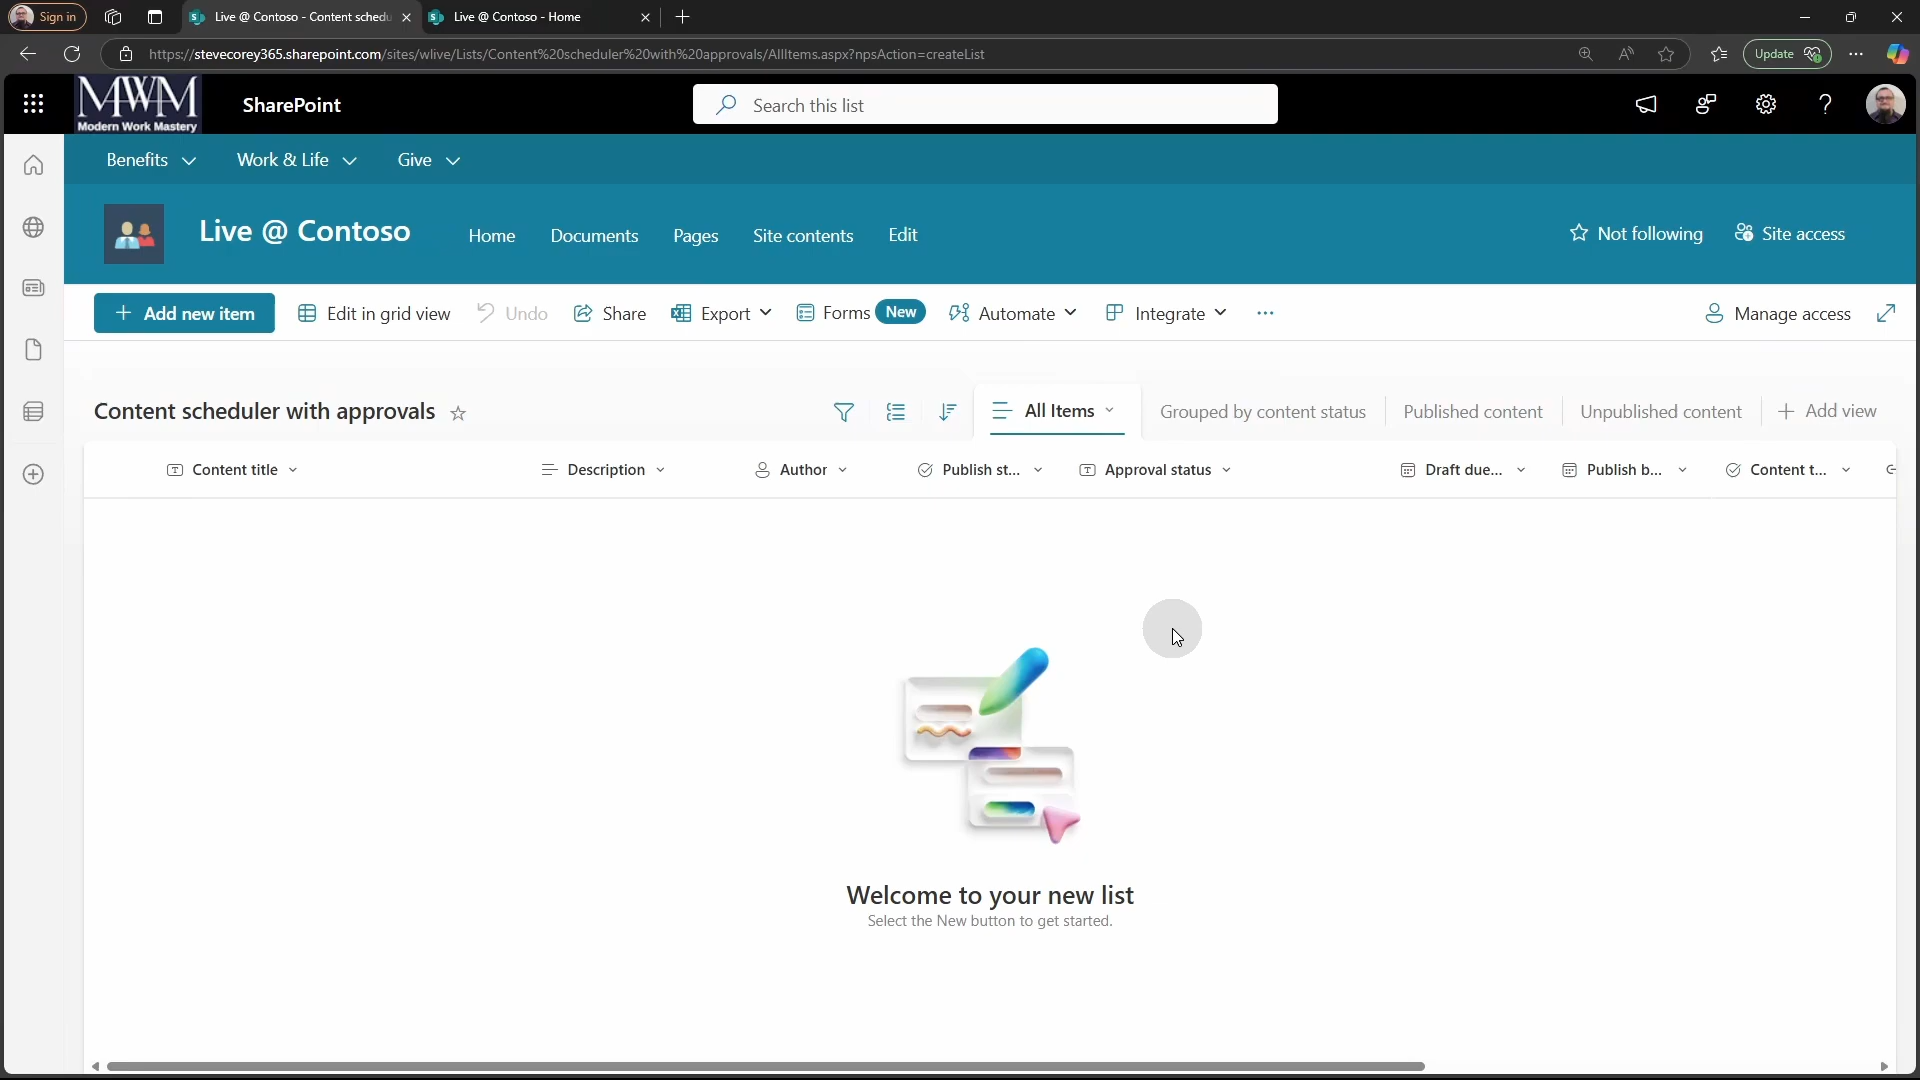 Sign in
Live @ Contoso - Content schedu
Live @ Contoso - Home
https://stevecorey365.sharepoint.com/sites/wlive/Lists/Content%20scheduler%20with%20approvals/AllItems.aspx?npsAction=createList
Update
MWM
Modern Work Mastery
SharePoint
Search this list
Benefits
Work & Life
Give
Live @ Contoso
Home
Documents
Pages
Site contents
Edit
Not following
Site access
Add new item
Edit in grid view
Undo
Share
Export
Forms
New
Automate
Integrate
Manage access
Content scheduler with approvals
All Items
Grouped by content status
Published content
Unpublished content
Add view
Content title
Description
Author
Publish st...
Approval status
Draft due...
Publish b...
Content t...
Welcome to your new list
Select the New button to get started.